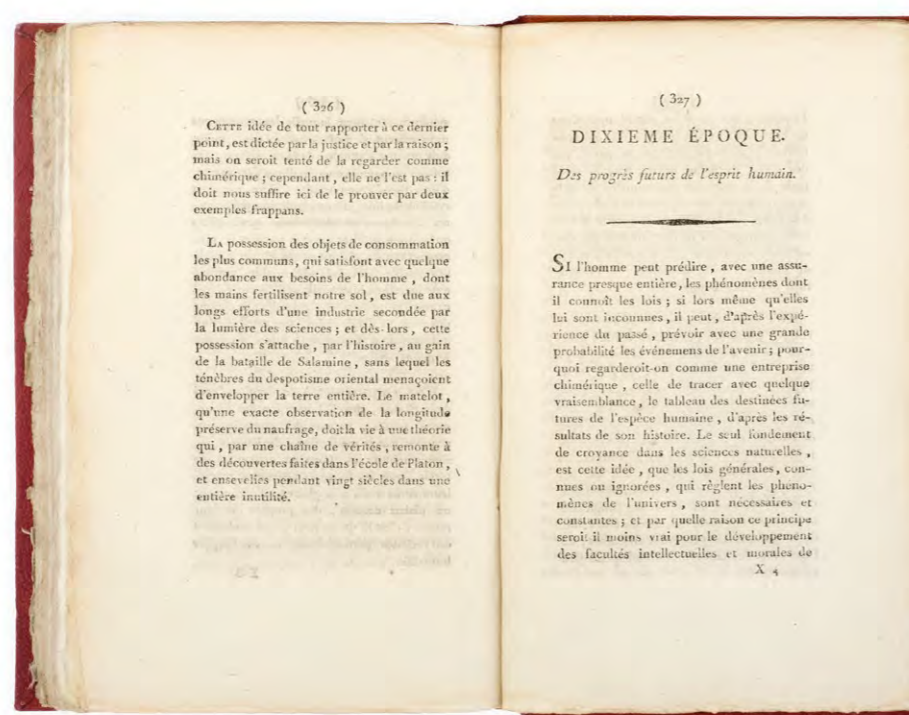 ( 326 )
CETTE idée de tout rapporter à ce dernier
point, est dictée par la justice et par la raison ;
mais on seroit tenté de la regarder comme
chimérique ; cependant, elle ne l'est pas : il
doit nous suffire ici de le prouver par deux
exemples frappans.
LA possession des objets de consommation
les plus communs, qui satisfont avec quelque
abondance aux besoins de l'homme , dont
les mains fertilisent notre sol , est due aux
longs efforts d'une industrie secondée par
la lumière des sciences ; et dès-lors , cette
possession s'attache , par l'histoire , au gain
de la bataille de Salamine , sans lequel les
ténèbres du despotisme oriental menaçoient
d'envelopper la terre entière. Le matelot ,
qu'une exacte observation de la longitude
préserve du naufrage, doit la vie à une théorie
qui , par une chaîne de vérités , remonte à
des découvertes faites dans l'école de Platon ,
et ensevelies pendant vingt siècles dans une
entière inutilité.
( 327 )
DIXIEME ÉPOQUE.
Des progrès futurs de l'esprit humain.
SI l'homme peut prédire , avec une assu-
rance presque entière, les phénomènes dont
il connoît les lois ; si lors même qu'elles
lui sont inconnues , il peut , d'après l'expé-
rience du passé , prévoir avec une grande
probabilité les événemens de l'avenir ; pour-
quoi regarderoit-on comme une entreprise
chimérique , celle de tracer avec quelque
vraisemblance , le tableau des destinées fu-
tures de l'espèce humaine , d'après les ré-
sultats de son histoire. Le seul fondement
de croyance dans les sciences naturelles ,
est cette idée , que les lois générales, con-
nues ou ignorées , qui règlent les phéno-
mènes de l'univers , sont nécessaires et
constantes ; et par quelle raison ce principe
seroit-il moins vrai pour le développement
des facultés intellectuelles et morales de
X 4